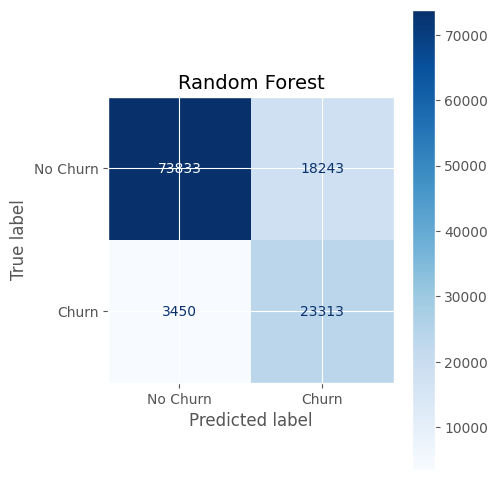 Random Forest
True label
No Churn
Churn
73833
18243
3450
23313
No Churn
Churn
Predicted label
70000
60000
50000
40000
30000
20000
10000